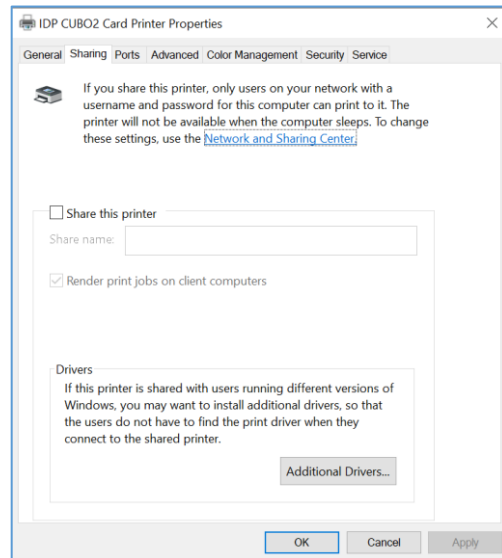 IDP CUBO2 Card Printer Properties
General Sharing Ports Advanced Color Management Security Service
If you share this printer, only users on your network with a
username and password for this computer can print to it. The
printer will not be available when the computer sleeps. To change
these settings, use the Network and Sharing Center.
Share this printer
Share name:
Render print jobs on client computers
Drivers
If this printer is shared with users running different versions of
Windows, you may want to install additional drivers, so that
the users do not have to find the print driver when they
connect to the shared printer.
Additional Drivers...
OK Cancel Apply